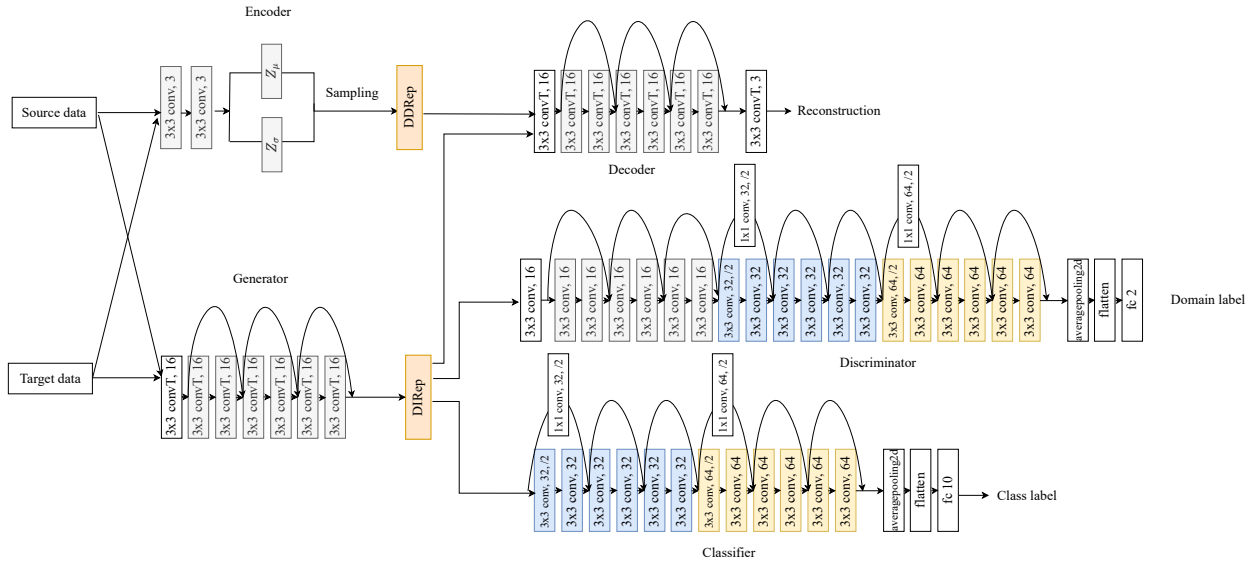 Encoder
Source data
3x3 conv, 3
3x3 conv, 3
Z_μ
Z_σ
Sampling
DDRep
3x3 convT, 16
3x3 convT, 16
3x3 convT, 16
3x3 convT, 16
3x3 convT, 16
3x3 convT, 16
3x3 convT, 16
3x3 convT, 3
Reconstruction
Decoder
Target data
Generator
3x3 convT, 16
3x3 convT, 16
3x3 convT, 16
3x3 convT, 16
3x3 convT, 16
3x3 convT, 16
3x3 convT, 16
DIRep
1x1 conv, 32, /2
1x1 conv, 64, /2
3x3 conv, 16
3x3 conv, 16
3x3 conv, 16
3x3 conv, 16
3x3 conv, 16
3x3 conv, 16
3x3 conv, 16
3x3 conv, 32, /2
3x3 conv, 32
3x3 conv, 32
3x3 conv, 32
3x3 conv, 32
3x3 conv, 32
3x3 conv, 64, /2
3x3 conv, 64
3x3 conv, 64
3x3 conv, 64
3x3 conv, 64
3x3 conv, 64
averagepooling2d
flatten
fc 2
Domain label
Discriminator
1x1 conv, 32, /2
1x1 conv, 64, /2
3x3 conv, 32, /2
3x3 conv, 32
3x3 conv, 32
3x3 conv, 32
3x3 conv, 32
3x3 conv, 32
3x3 conv, 64, /2
3x3 conv, 64
3x3 conv, 64
3x3 conv, 64
3x3 conv, 64
3x3 conv, 64
averagepooling2d
flatten
fc 10
Class label
Classifier